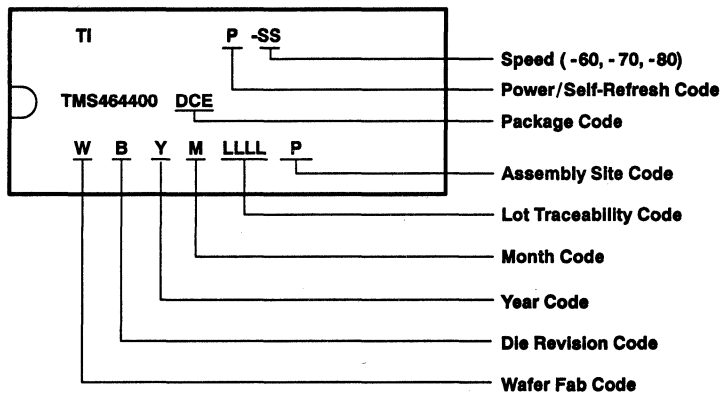 TI P -SS
Speed ( -60, -70, -80)
Power/Self-Refresh Code
TMS464400 DCE
Package Code
W B Y M LLLL P
Assembly Site Code
Lot Traceability Code
Month Code
Year Code
Die Revision Code
Wafer Fab Code